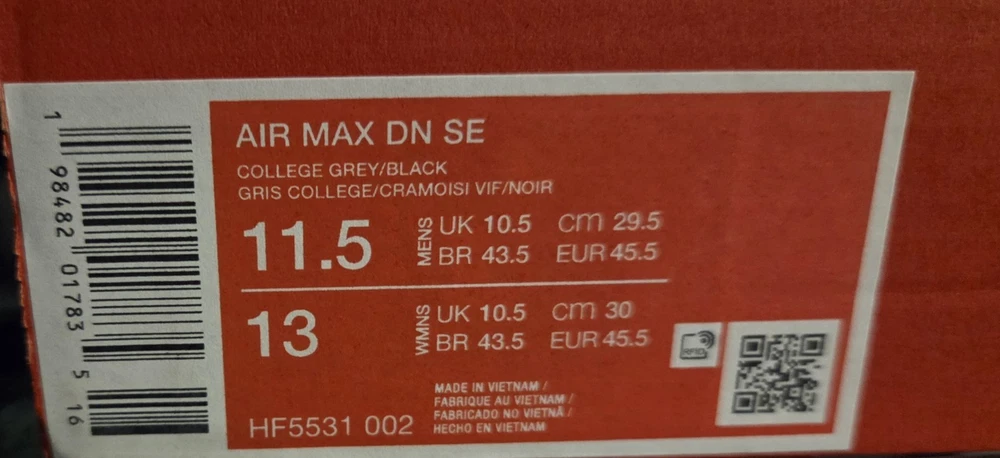 1 98482 01783 5 16
AIR MAX DN SE
COLLEGE GREY/BLACK
GRIS COLLEGE/CRAMOISI VIF/NOIR
11.5 MENS UK 10.5 cm 29.5
BR 43.5 EUR 45.5
13 WMNS UK 10.5 cm 30
BR 43.5 EUR 45.5
RFID
MADE IN VIETNAM /
FABRIQUE AU VIETNAM /
FABRICADO NO VIETNÃ /
HECHO EN VIETNAM
HF5531 002